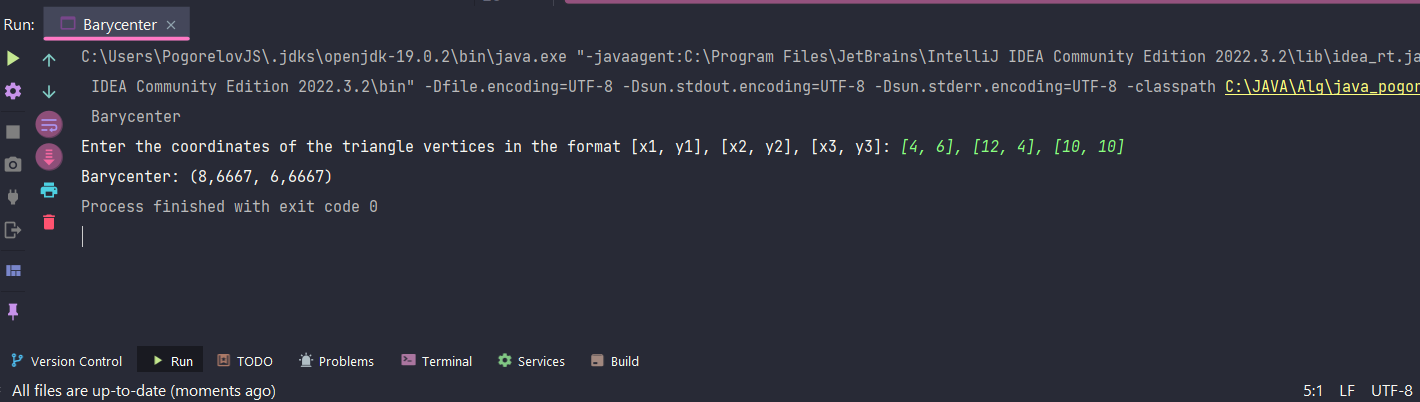 Run: Barycenter ×
C:\Users\PogorelovJS\.jdks\openjdk-19.0.2\bin\java.exe "-javaagent:C:\Program Files\JetBrains\IntelliJ IDEA Community Edition 2022.3.2\lib\idea_rt.ja
IDEA Community Edition 2022.3.2\bin" -Dfile.encoding=UTF-8 -Dsun.stdout.encoding=UTF-8 -Dsun.stderr.encoding=UTF-8 -classpath C:\JAVA\Alg\java_pogor
Barycenter
Enter the coordinates of the triangle vertices in the format [x1, y1], [x2, y2], [x3, y3]: [4, 6], [12, 4], [10, 10]
Barycenter: (8,6667, 6,6667)
Process finished with exit code 0
Version Control Run TODO Problems Terminal Services Build
All files are up-to-date (moments ago) 5:1 LF UTF-8